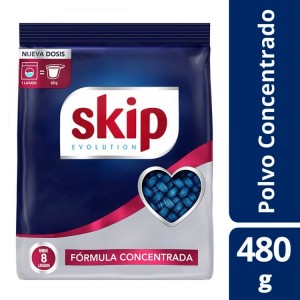 NUEVA DOSIS
1 LAVADO
=
60g
skip
EVOLUTION
RINDE
8
LAVADOS
FÓRMULA CONCENTRADA
Polvo Concentrado
480
g